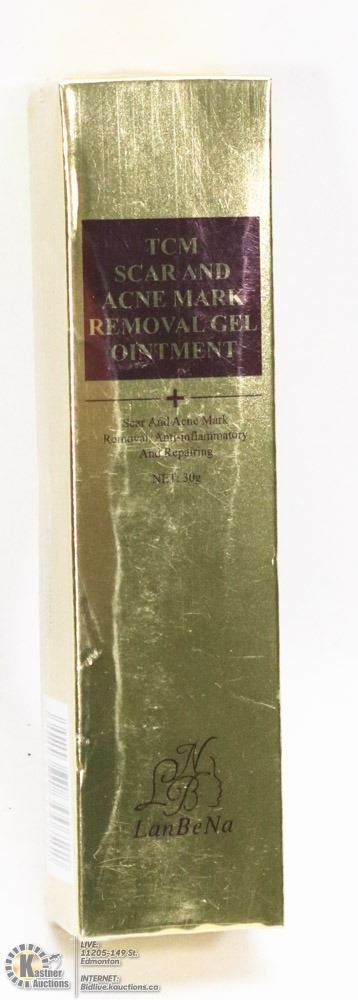 TCM
SCAR AND
ACNE MARK
REMOVAL GEL
OINTMENT
Scar And Acne Mark
Removal, Anti-inflammatory
And Repairing
NET: 30g
LNB
LanBeNa
Kastner
Auctions
LIVE:
11205-149 St.
Edmonton
INTERNET:
Bidlive.kauctions.ca